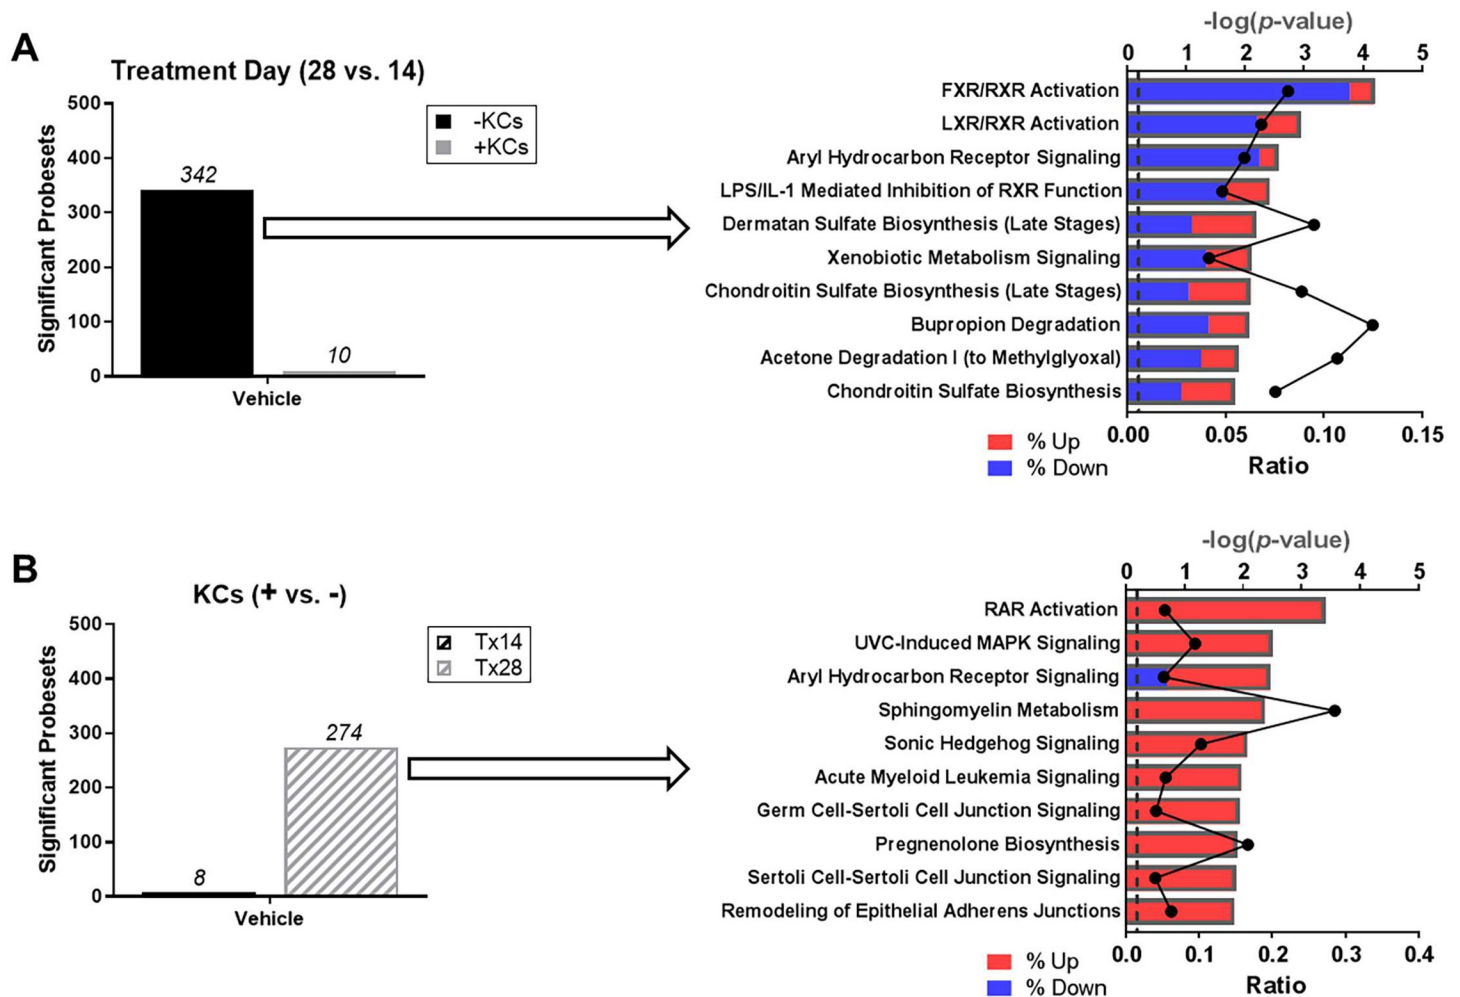 A
Treatment Day (28 vs. 14)
Significant Probesets
500
400
300
200
100
0
342
10
Vehicle
-KCs
+KCs
-log(p-value)
0 1 2 3 4 5
FXR/RXR Activation
LXR/RXR Activation
Aryl Hydrocarbon Receptor Signaling
LPS/IL-1 Mediated Inhibition of RXR Function
Dermatan Sulfate Biosynthesis (Late Stages)
Xenobiotic Metabolism Signaling
Chondroitin Sulfate Biosynthesis (Late Stages)
Bupropion Degradation
Acetone Degradation I (to Methylglyoxal)
Chondroitin Sulfate Biosynthesis
0.00 0.05 0.10 0.15
Ratio
% Up
% Down
B
KCs (+ vs. -)
Significant Probesets
500
400
300
200
100
0
8
274
Vehicle
Tx14
Tx28
-log(p-value)
0 1 2 3 4 5
RAR Activation
UVC-Induced MAPK Signaling
Aryl Hydrocarbon Receptor Signaling
Sphingomyelin Metabolism
Sonic Hedgehog Signaling
Acute Myeloid Leukemia Signaling
Germ Cell-Sertoli Cell Junction Signaling
Pregnenolone Biosynthesis
Sertoli Cell-Sertoli Cell Junction Signaling
Remodeling of Epithelial Adherens Junctions
0.0 0.1 0.2 0.3 0.4
Ratio
% Up
% Down